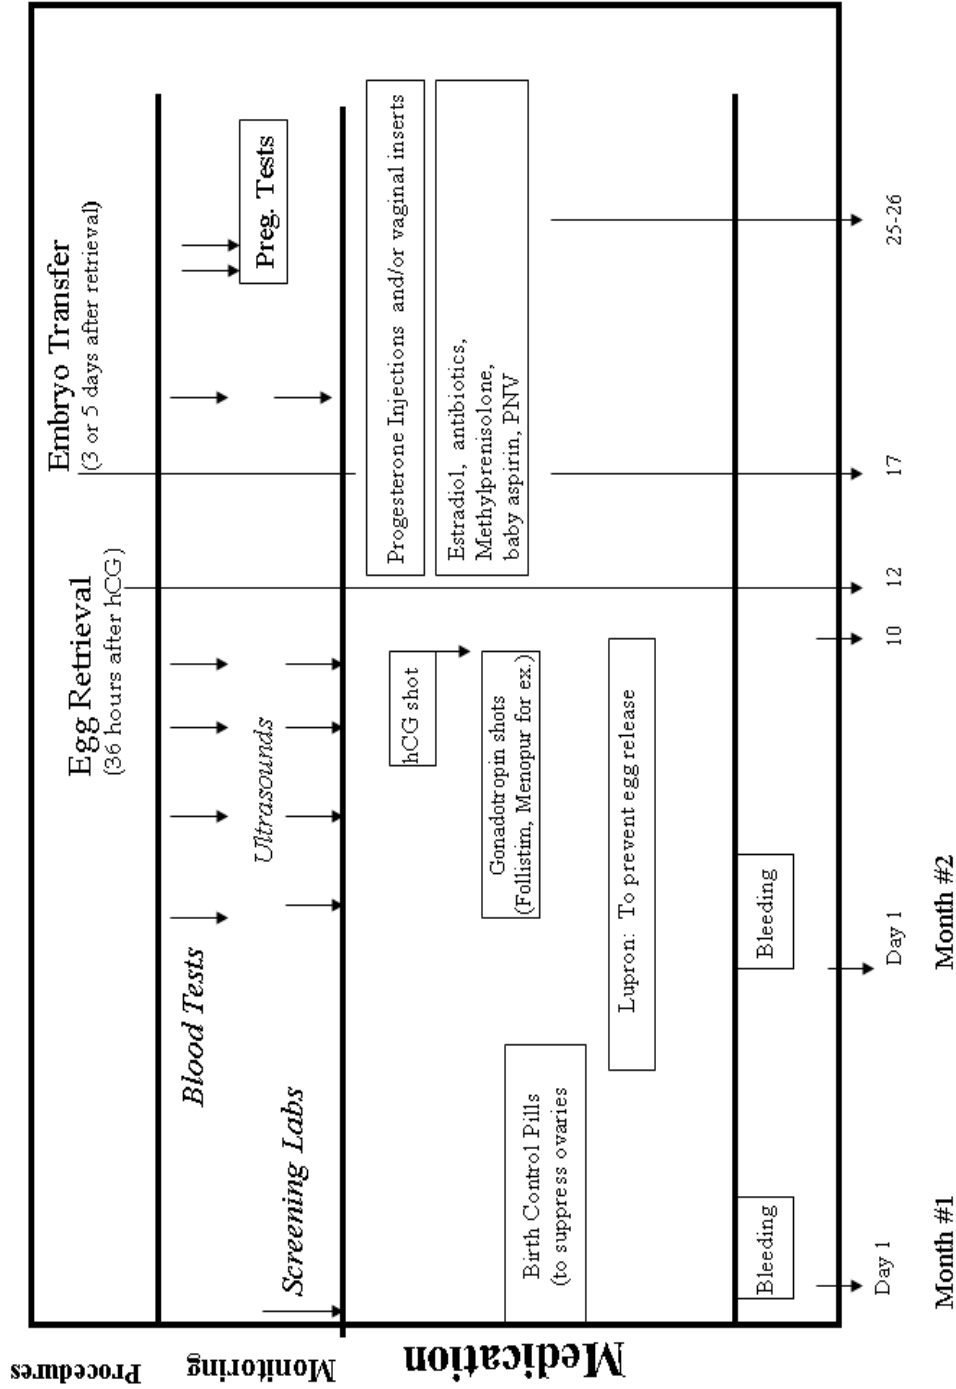 Procedures
Egg Retrieval
(36 hours after hCG)
Embryo Transfer
(3 or 5 days after retrieval)
Monitoring
Blood Tests
Ultrasounds
Screening Labs
Preg. Tests
Medication
Progesterone Injections and/or vaginal inserts
Estradiol, antibiotics,
Methylprenisolone,
baby aspirin, PNV
hCG shot
Gonadotropin shots
(Follistim, Menopur for ex.)
Birth Control Pills
(to suppress ovaries)
Lupron: To prevent egg release
Bleeding
Bleeding
Day 1
Day 1
10
12
17
25-26
Month #1
Month #2